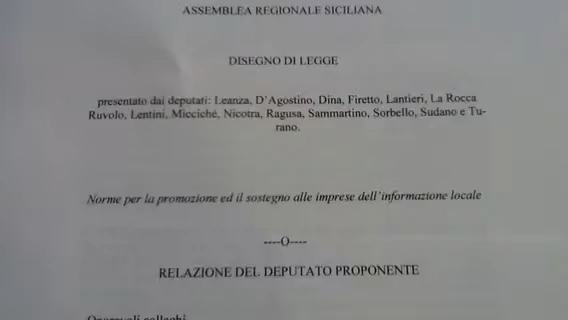 ASSEMBLEA REGIONALE SICILIANA
DISEGNO DI LEGGE
presentato dai deputati: Leanza, D'Agostino, Dina, Firetto, Lantieri, La Rocca
Ruvolo, Lentini, Miccichè, Nicotra, Ragusa, Sammartino, Sorbello, Sudano e Tu-
rano.
Norme per la promozione ed il sostegno alle imprese dell'informazione locale
----O----
RELAZIONE DEL DEPUTATO PROPONENTE
Onorevoli colleghi